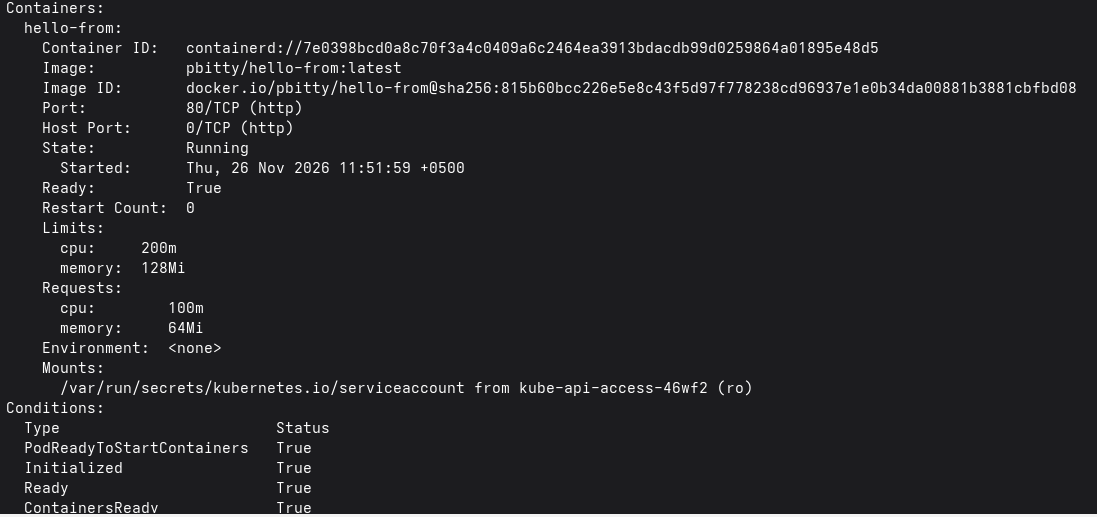 Containers:
  hello-from:
    Container ID:   containerd://7e0398bcd0a8c70f3a4c0409a6c2464ea3913bdacdb99d0259864a01895e48d5
    Image:          pbitty/hello-from:latest
    Image ID:       docker.io/pbitty/hello-from@sha256:815b60bcc226e5e8c43f5d97f778238cd96937e1e0b34da00881b3881cbfbd08
    Port:           80/TCP (http)
    Host Port:      0/TCP (http)
    State:          Running
      Started:      Thu, 26 Nov 2026 11:51:59 +0500
    Ready:          True
    Restart Count:  0
    Limits:
      cpu:     200m
      memory:  128Mi
    Requests:
      cpu:        100m
      memory:     64Mi
    Environment:  <none>
    Mounts:
      /var/run/secrets/kubernetes.io/serviceaccount from kube-api-access-46wf2 (ro)
Conditions:
  Type                        Status
  PodReadyToStartContainers   True
  Initialized                 True
  Ready                       True
  ContainersReady             True